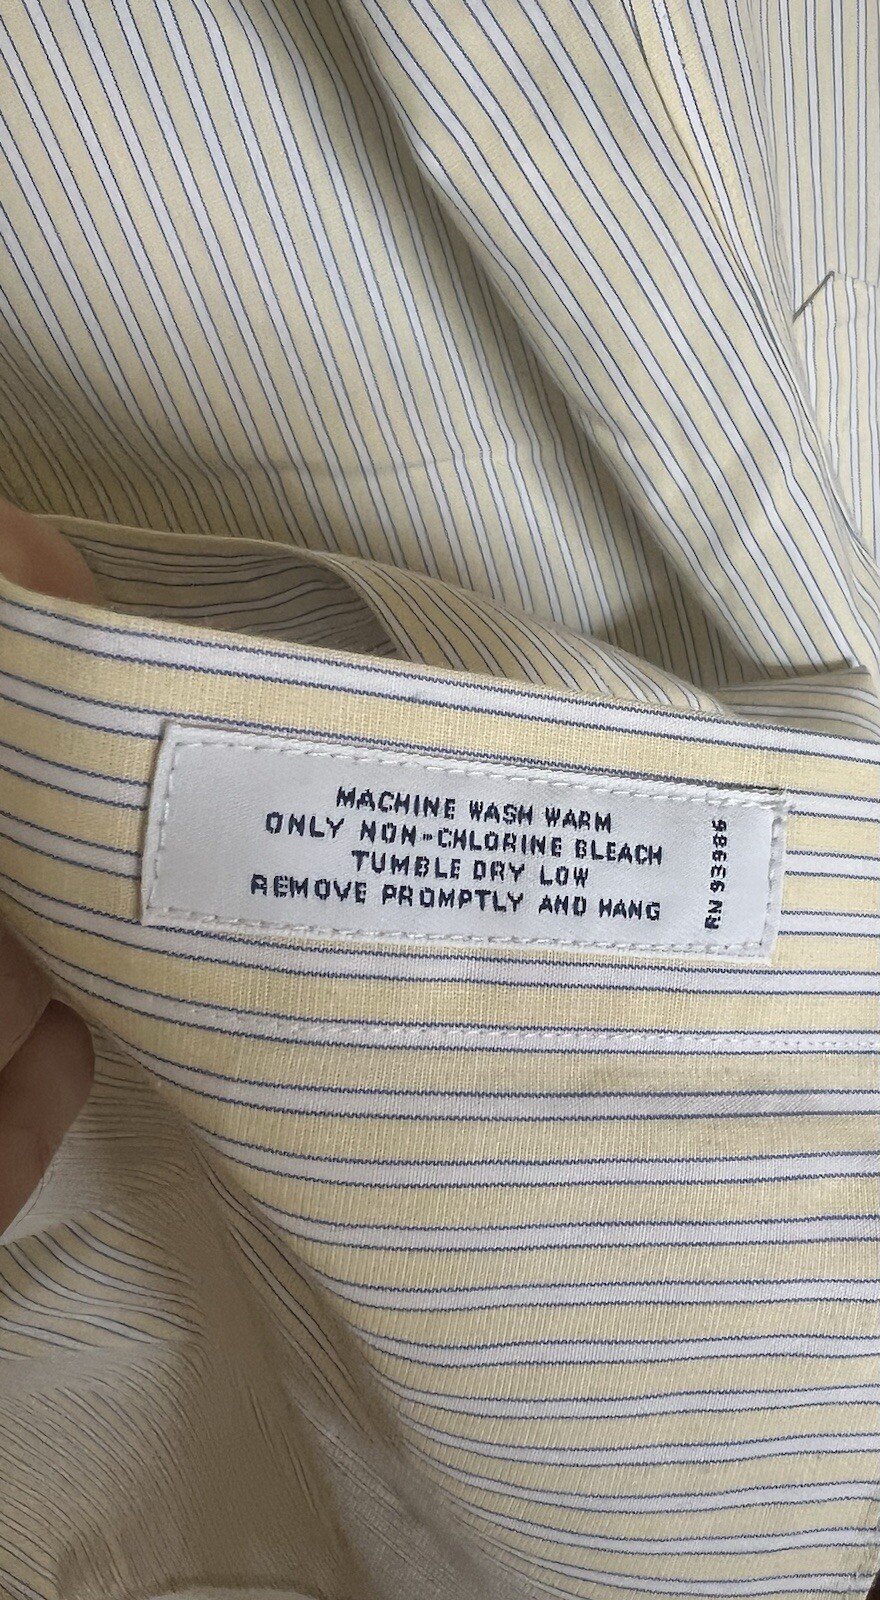 MACHINE WASH WARM
ONLY NON-CHLORINE BLEACH
TUMBLE DRY LOW
REMOVE PROMPTLY AND HANG
RN 93986